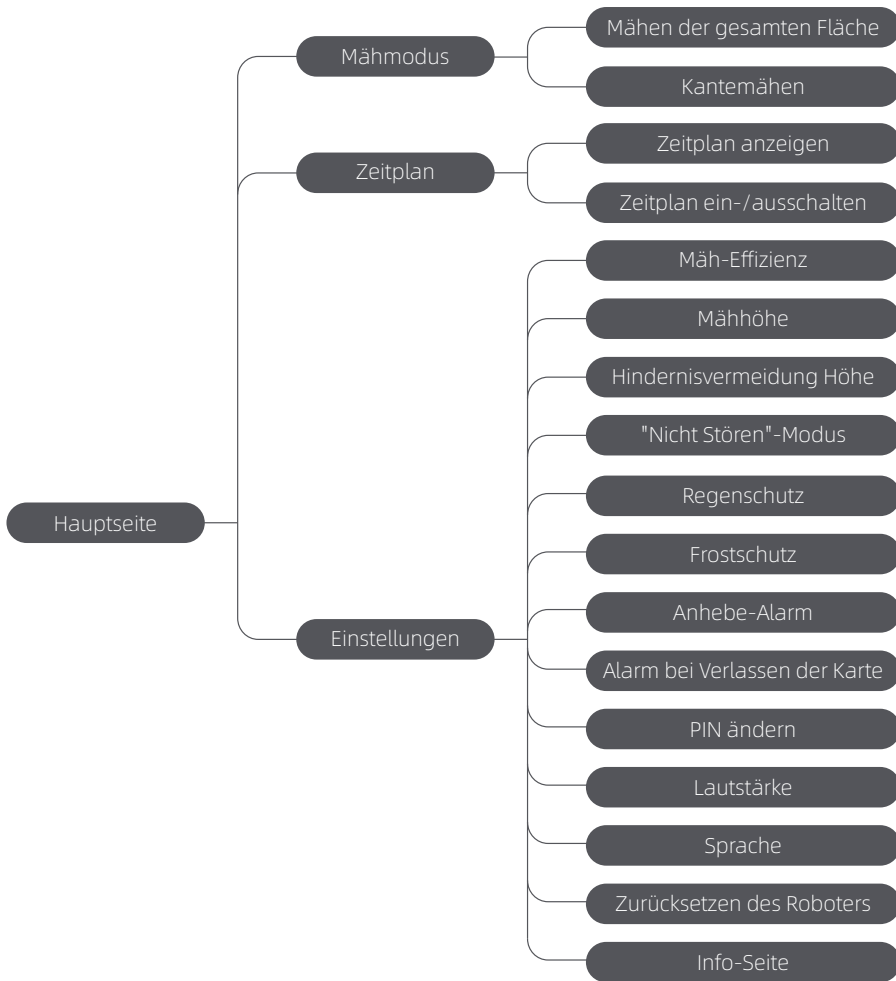 Mähen der gesamten Fläche
Mähmodus
Kantemähen
Zeitplan anzeigen
Zeitplan
Zeitplan ein-/ausschalten
Mäh-Effizienz
Mähhöhe
Hindernisvermeidung Höhe
"Nicht Stören"-Modus
Regenschutz
Hauptseite
Frostschutz
Anhebe-Alarm
Einstellungen
Alarm bei Verlassen der Karte
PIN ändern
Lautstärke
Sprache
Zurücksetzen des Roboters
Info-Seite